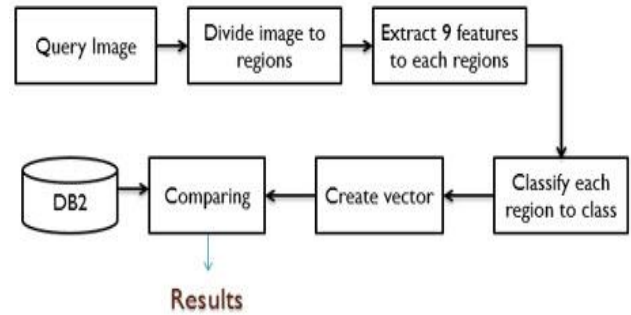 Query Image
Divide image to
regions
Extract 9 features
to each regions
Classify each
region to class
Create vector
Comparing
DB2
Results